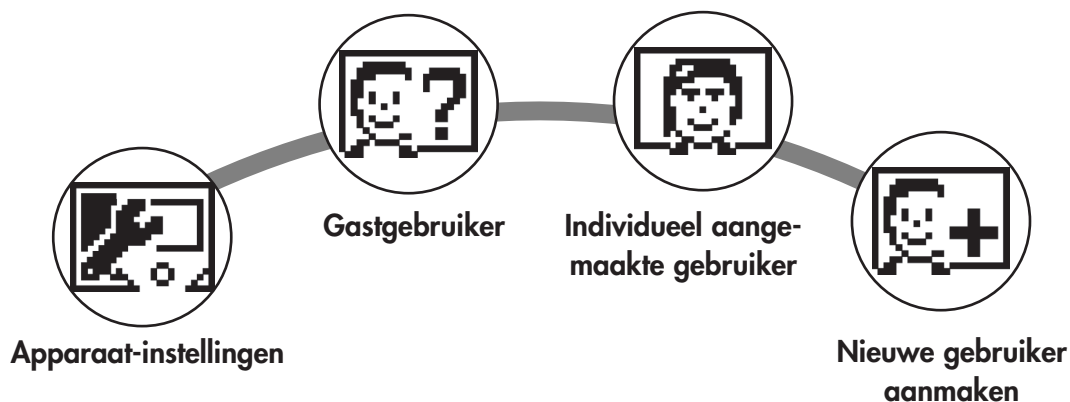 Gastgebruiker
Individueel aange-
maakte gebruiker
Apparaat-instellingen
Nieuwe gebruiker
aanmaken